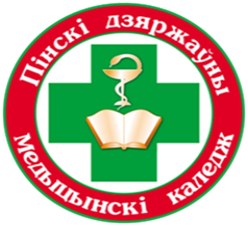 Пінскі дзяржаўны
медыцынскі каледж